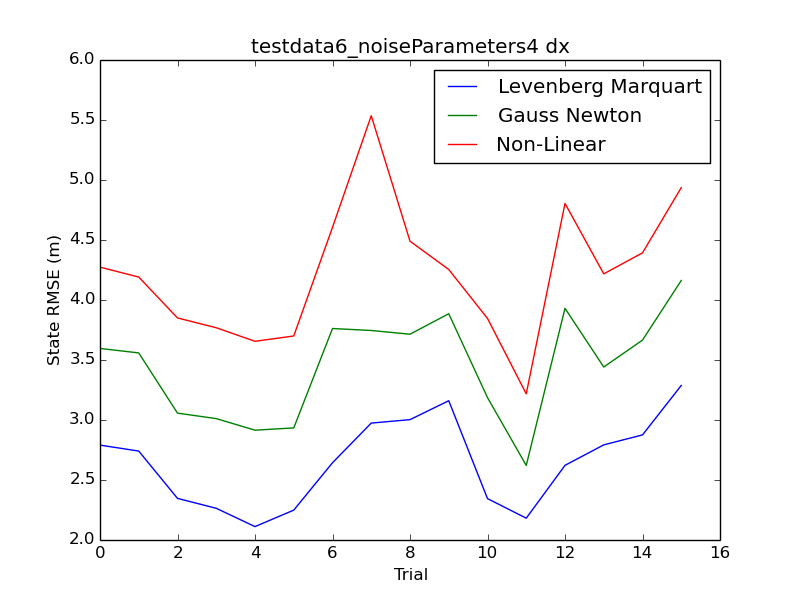 testdata6_noiseParameters4 dx
Levenberg Marquart
Gauss Newton
Non-Linear
State RMSE (m)
6.0
5.5
5.0
4.5
4.0
3.5
3.0
2.5
2.0
0 2 4 6 8 10 12 14 16
Trial